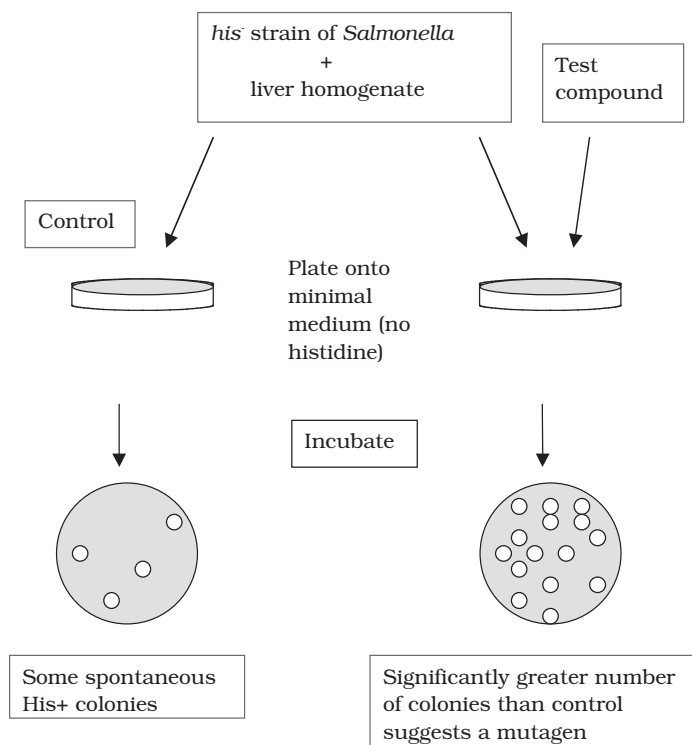 his⁻ strain of Salmonella
+
liver homogenate
Test
compound
Control
Plate onto
minimal
medium (no
histidine)
Incubate
Some spontaneous
His+ colonies
Significantly greater number
of colonies than control
suggests a mutagen